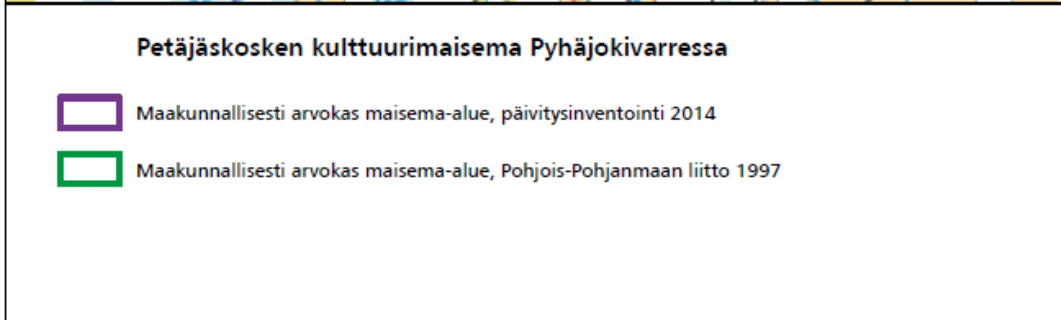 Petäjäskosken kulttuurimaisema Pyhäjokivarressa
Maakunnallisesti arvokas maisema-alue, päivitysinventointi 2014
Maakunnallisesti arvokas maisema-alue, Pohjois-Pohjanmaan liitto 1997